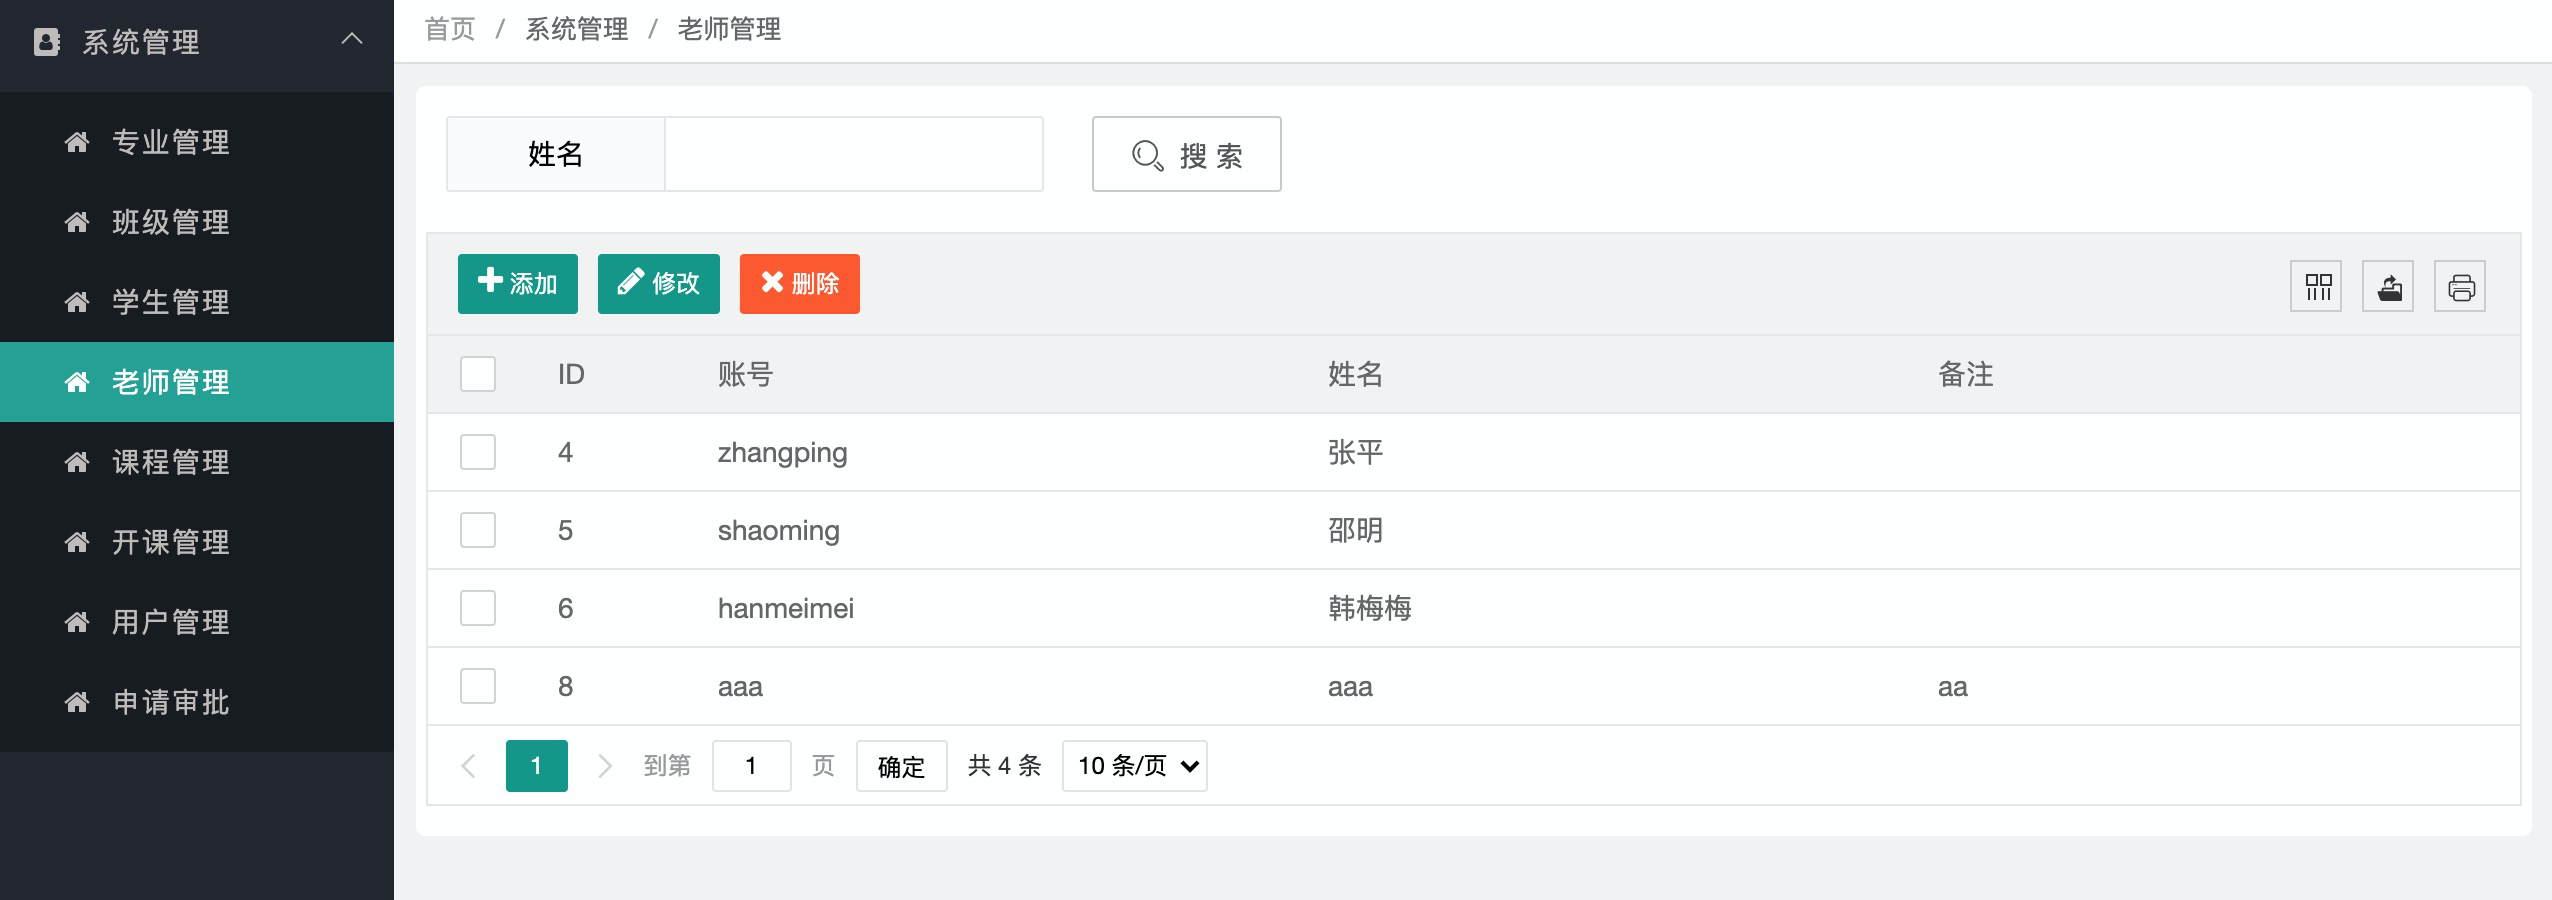 系统管理
专业管理
班级管理
学生管理
老师管理
课程管理
开课管理
用户管理
申请审批
首页 / 系统管理 / 老师管理
姓名 搜 索
添加 修改 删除
ID 账号 姓名 备注
4 zhangping 张平
5 shaoming 邵明
6 hanmeimei 韩梅梅
8 aaa aaa aa
1 到第 1 页 确定 共 4 条 10 条/页